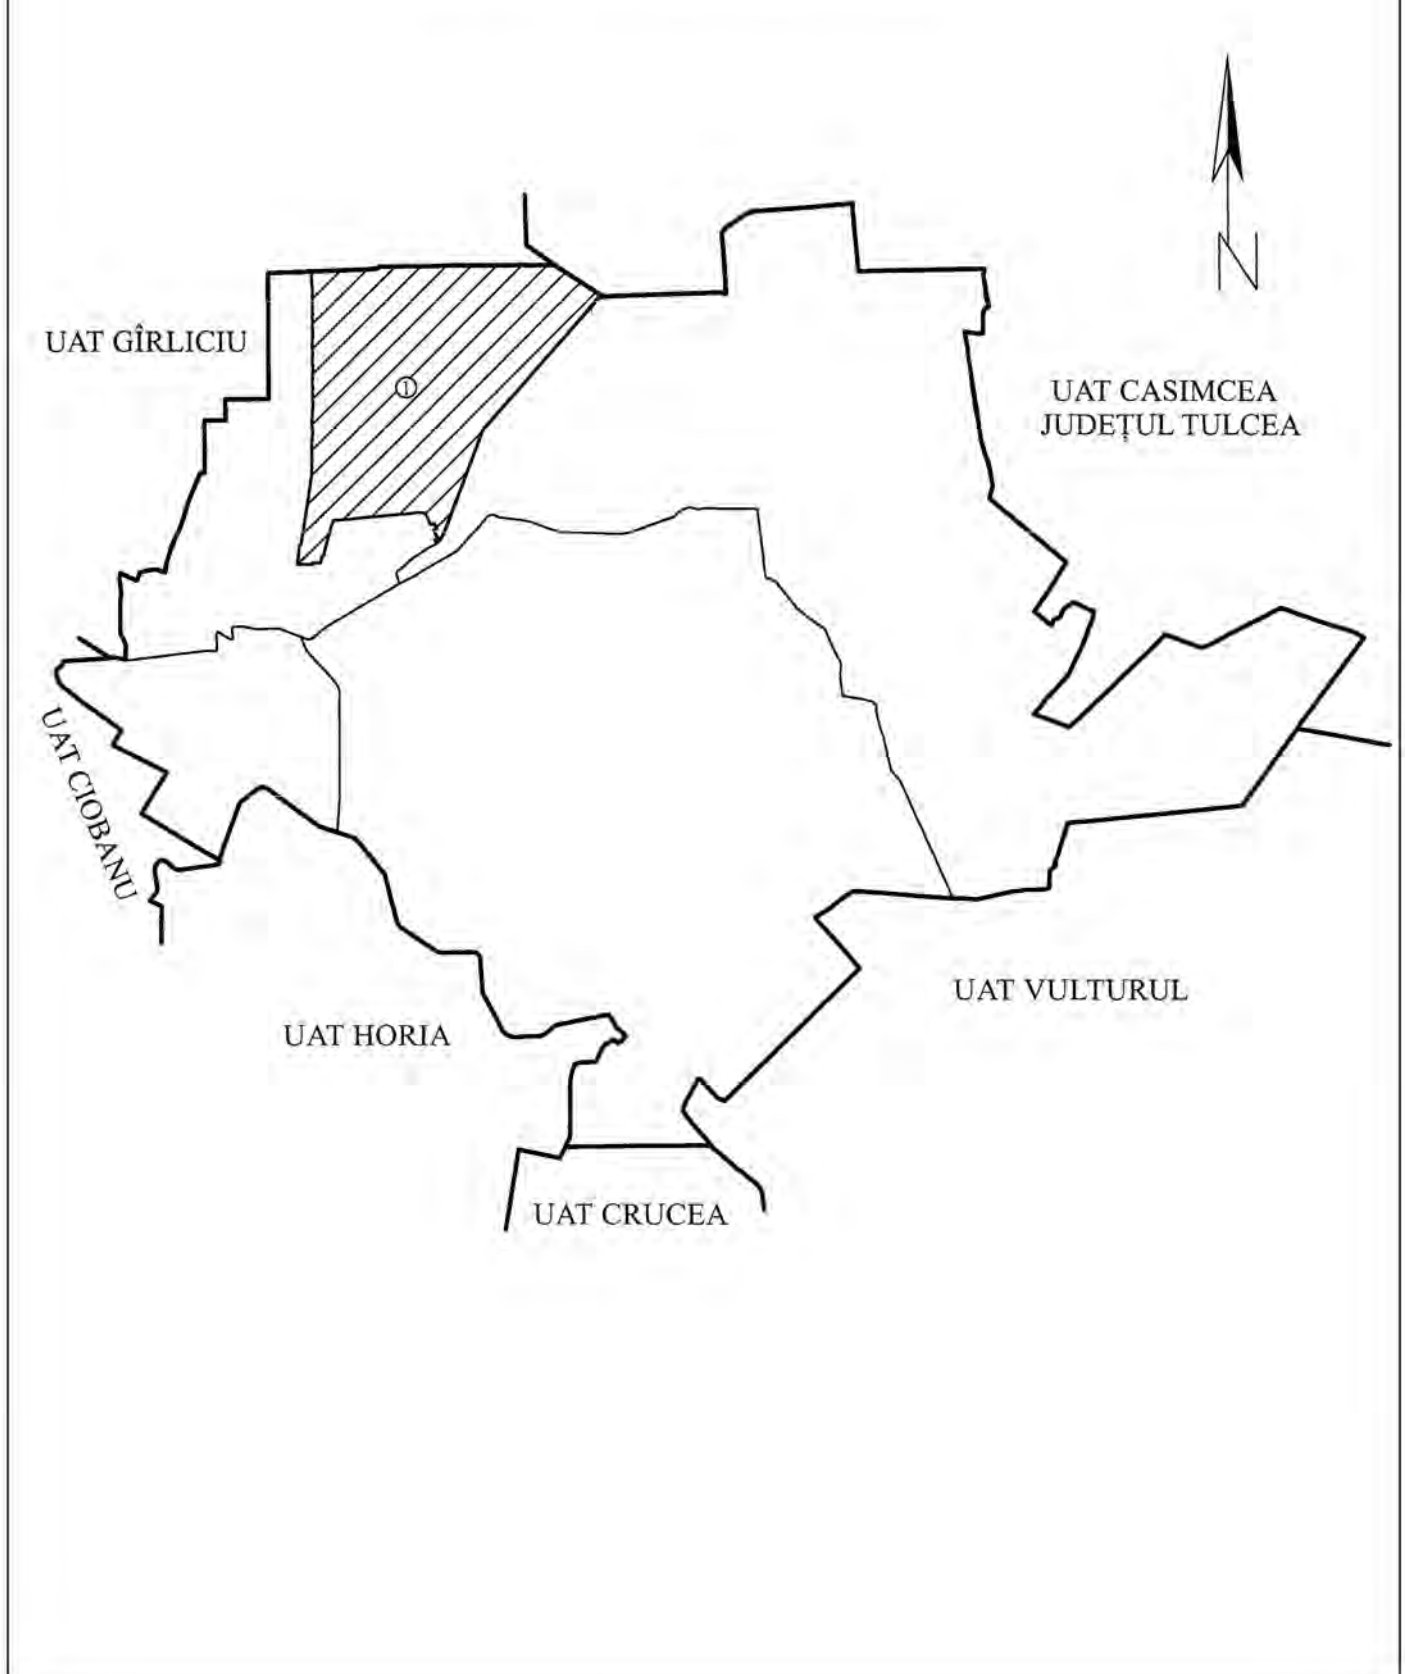 N
UAT GÎRLICIU
①
UAT CASIMCEA
JUDEȚUL TULCEA
UAT CIOBANU
UAT VULTURUL
UAT HORIA
UAT CRUCEA